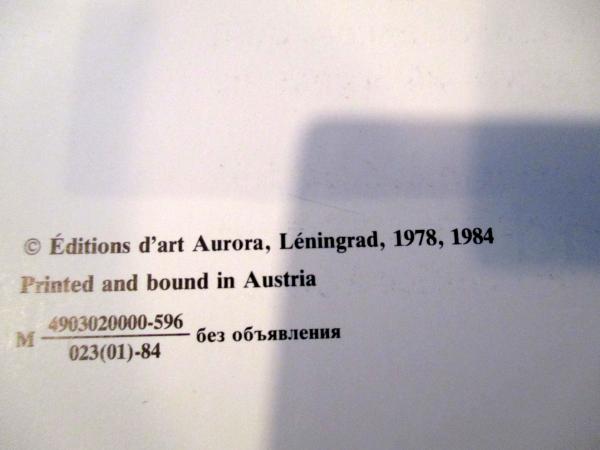 © Éditions d'art Aurora, Léningrad, 1978, 1984
Printed and bound in Austria
М 4903020000-596 без объявления
023(01)-84